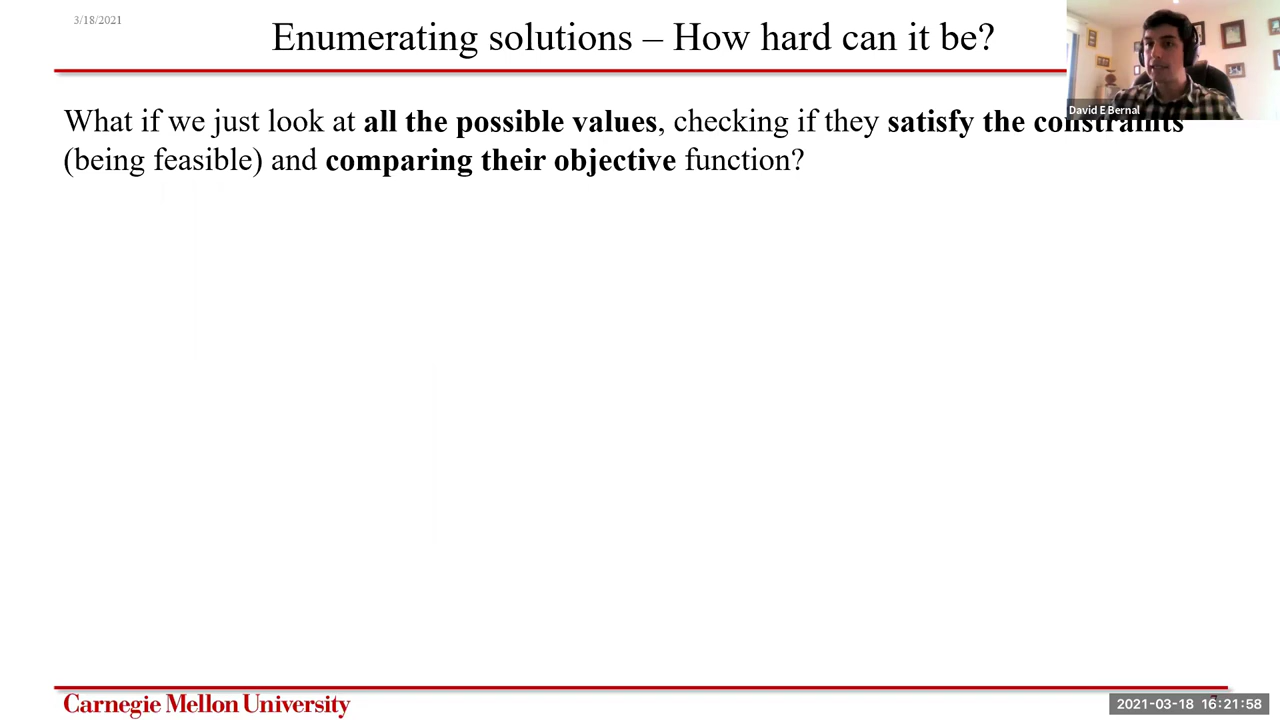 3/18/2021
Enumerating solutions – How hard can it be?
David E Bernal
What if we just look at all the possible values, checking if they satisfy the constraints
(being feasible) and comparing their objective function?
Carnegie Mellon University
2021-03-18 16:21:58